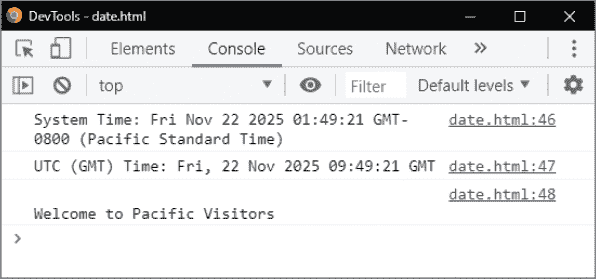 DevTools - date.html
Elements Console Sources Network »
top Filter Default levels
System Time: Fri Nov 22 2025 01:49:21 GMT- date.html:46
0800 (Pacific Standard Time)
UTC (GMT) Time: Fri, 22 Nov 2025 09:49:21 GMT date.html:47
date.html:48
Welcome to Pacific Visitors
>